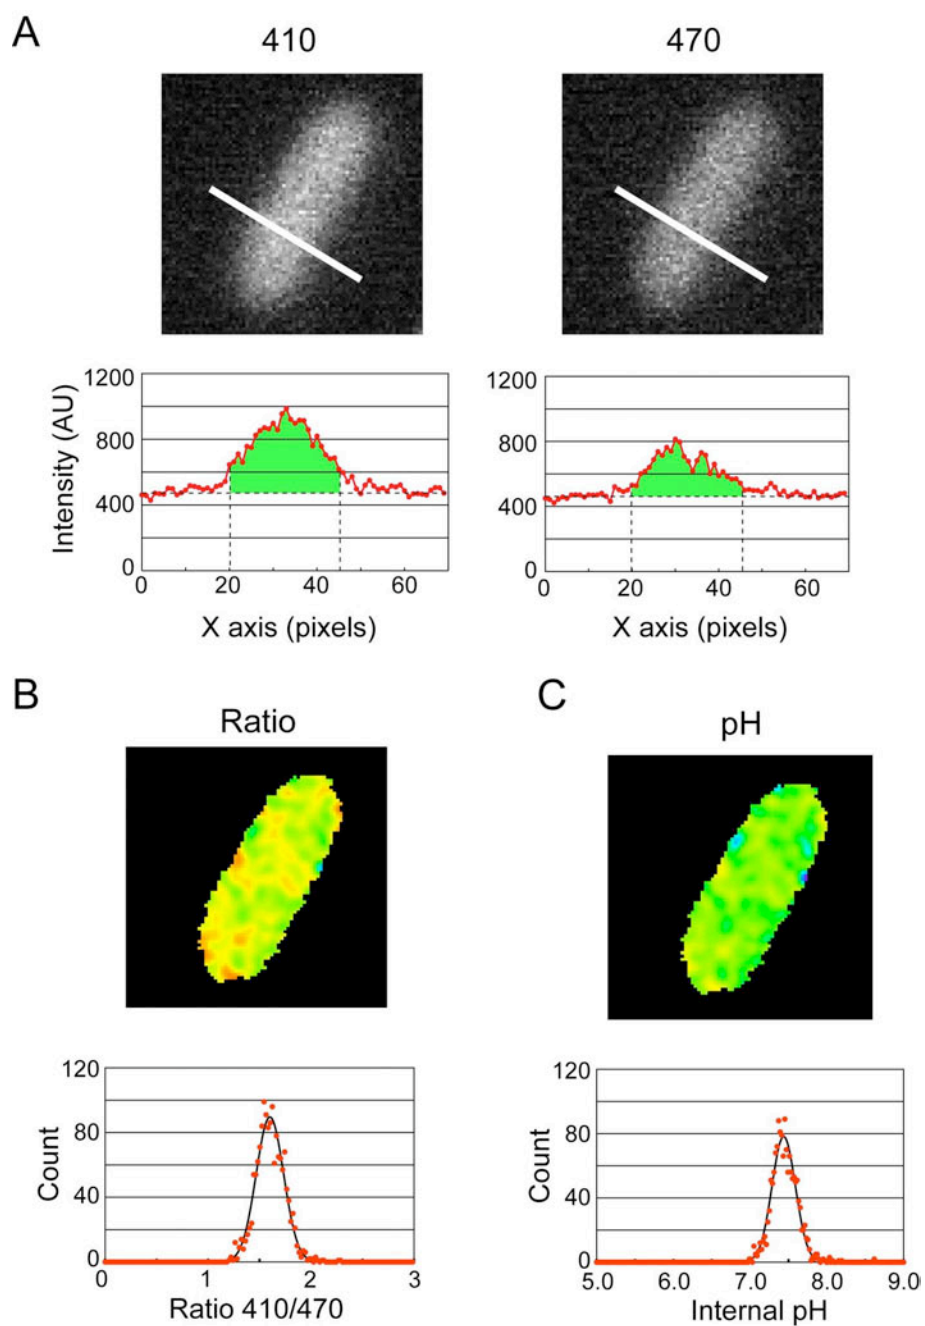 A
410
470
1200
800
400
0
Intensity (AU)
0 20 40 60
X axis (pixels)
1200
800
400
0
0 20 40 60
X axis (pixels)
B
Ratio
C
pH
120
80
40
0
Count
0 1 2 3
Ratio 410/470
120
80
40
0
Count
5.0 6.0 7.0 8.0 9.0
Internal pH